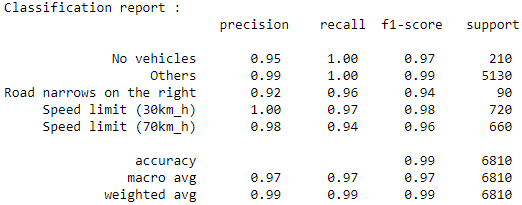 Classification report :
precision recall f1-score support
No vehicles 0.95 1.00 0.97 210
Others 0.99 1.00 0.99 5130
Road narrows on the right 0.92 0.96 0.94 90
Speed limit (30km_h) 1.00 0.97 0.98 720
Speed limit (70km_h) 0.98 0.94 0.96 660
accuracy 0.99 6810
macro avg 0.97 0.97 0.97 6810
weighted avg 0.99 0.99 0.99 6810